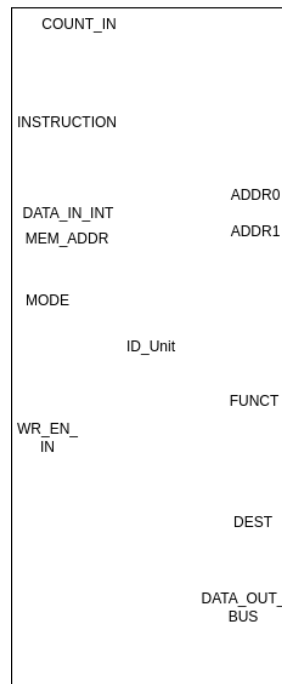 COUNT_IN
INSTRUCTION
ADDR0
DATA_IN_INT
ADDR1
MEM_ADDR
MODE
ID_Unit
FUNCT
WR_EN_
IN
DEST
DATA_OUT_
BUS